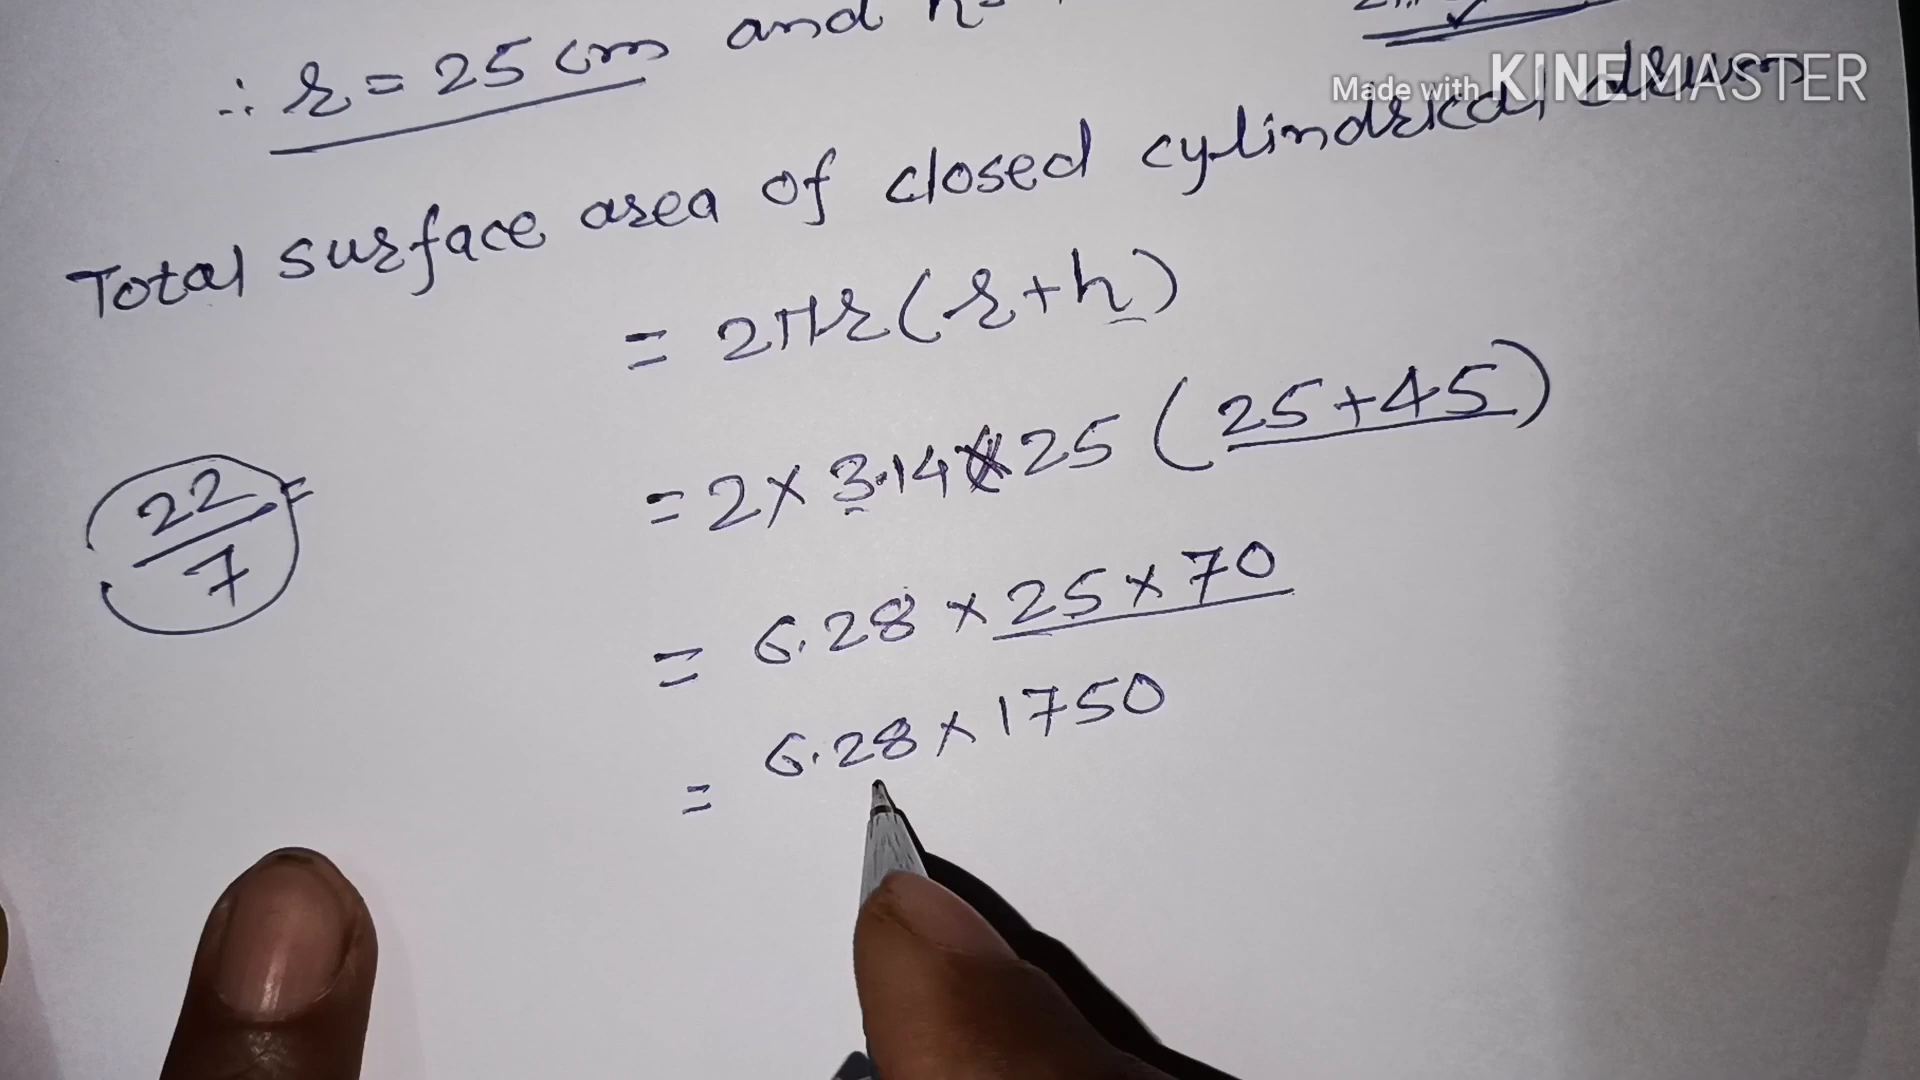 ∴ r = 25 cm and h =
Made with KINEMASTER
Total surface area of closed cylindrical drum
= 2πr(r+h)
= 2 × 3.14 × 25 (25+45)
22/7 =
= 6.28 × 25 × 70
= 6.28 × 1750